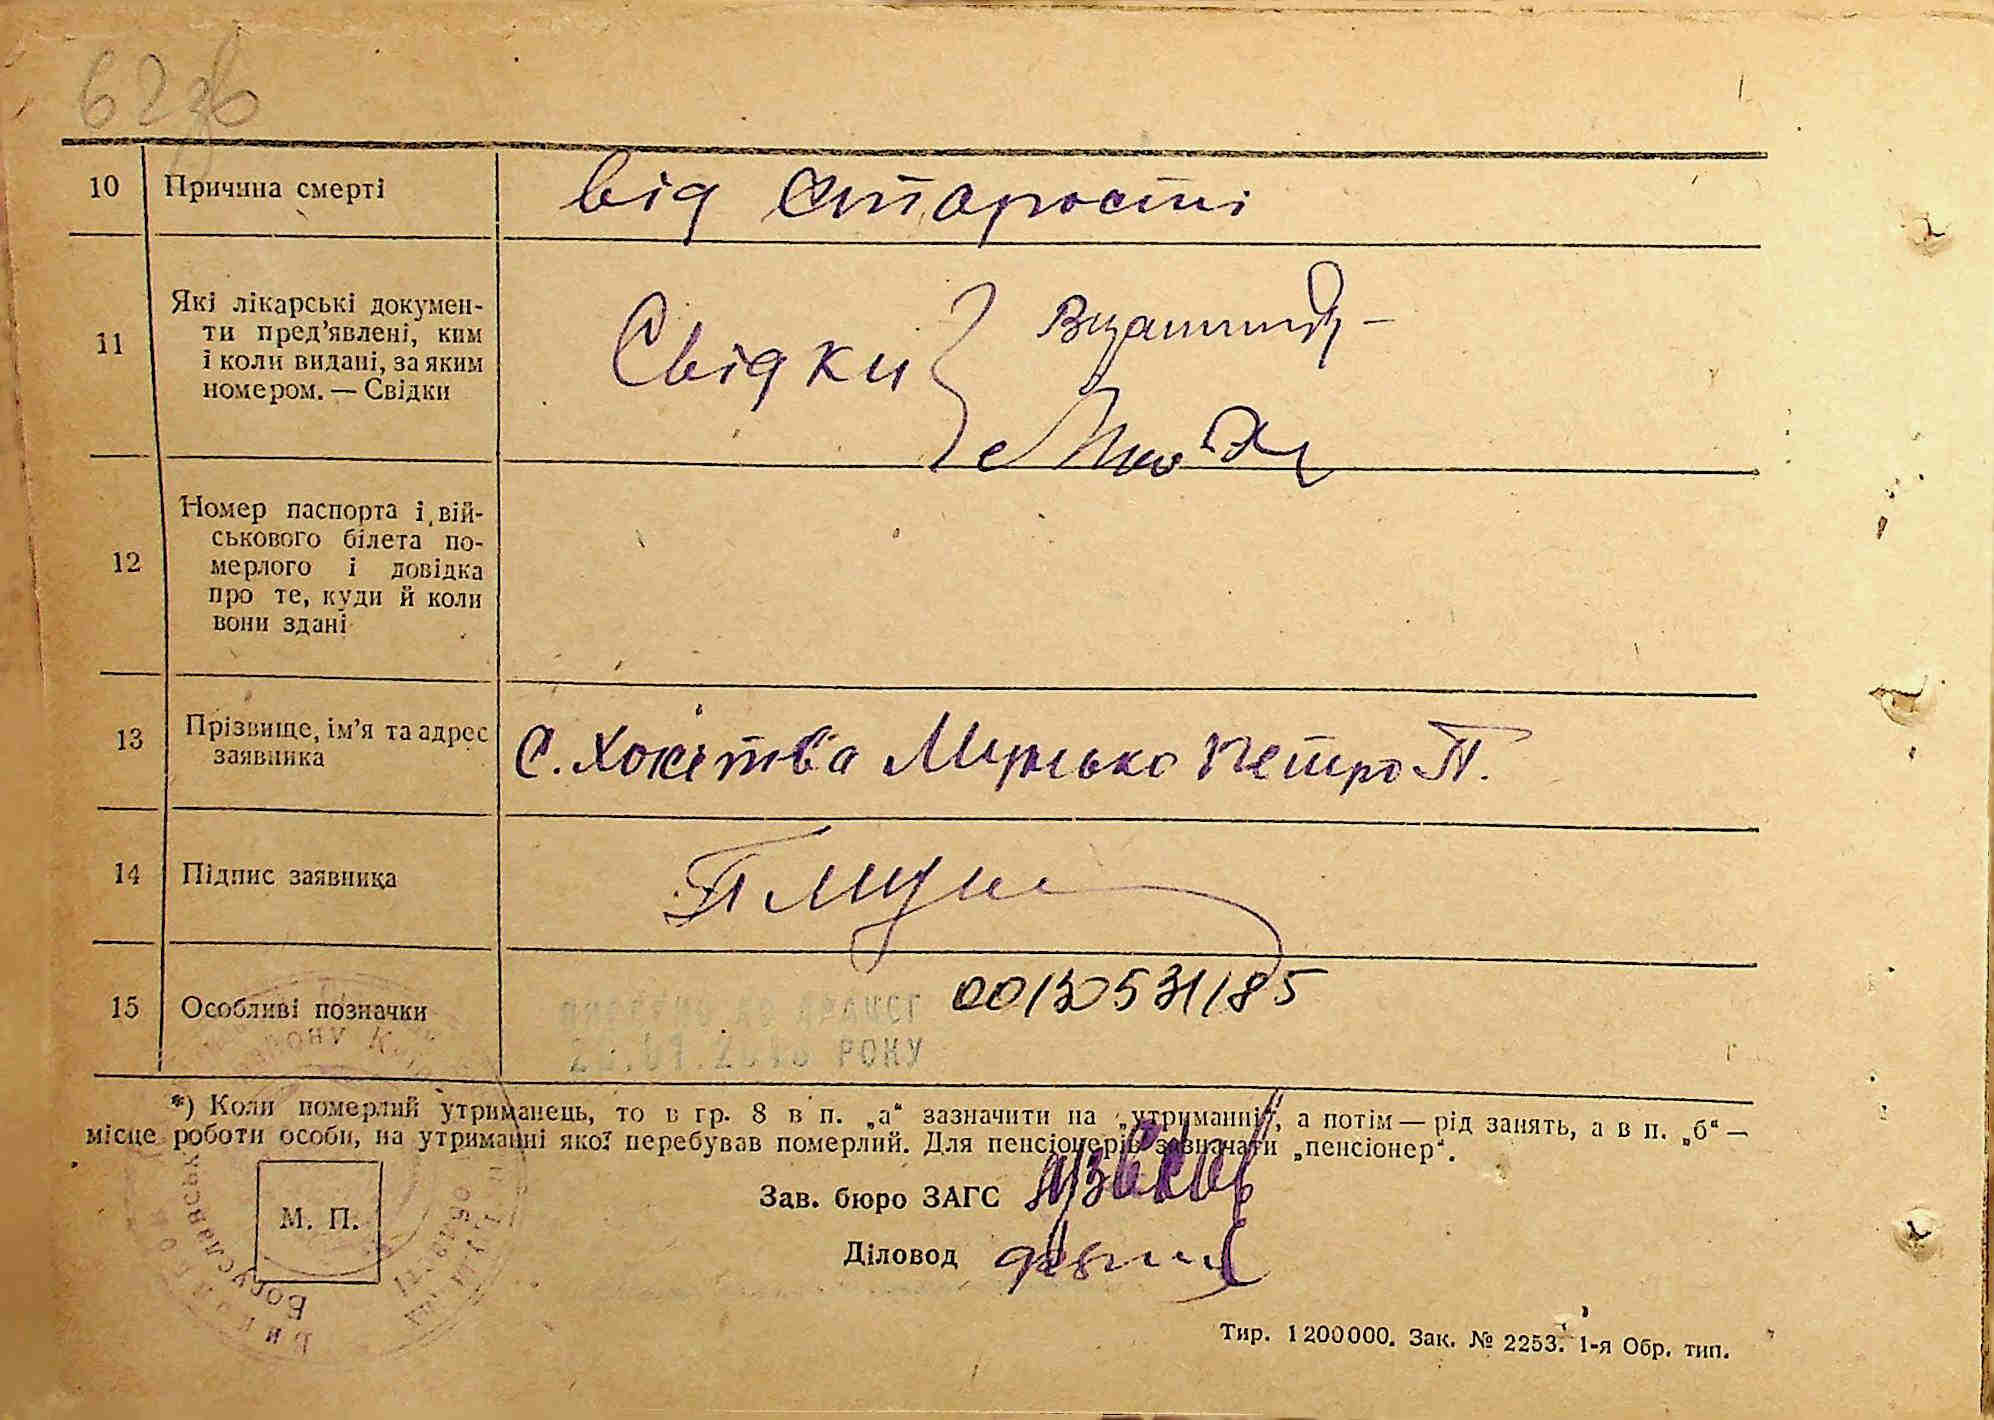 62зв
10 Причина смерті від старості
11 Які лікарські докумен-
ти пред'явлені, ким
і коли видані, за яким
номером. — Свідки
Свідки
12 Номер паспорта і вій-
ськового білета по-
мерлого і довідка
про те, куди й коли
вони здані
13 Прізвище, ім'я та адрес
заявника
С. Хохітва Мурзько Петро П.
14 Підпис заявника
15 Особливі позначки
00130531185
РОКУ
*) Коли померлий утриманець, то в гр. 8 в п. „а“ зазначити на „утриманні“, а потім — рід занять, а в п. „б“ —
місце роботи особи, на утриманні якої перебував померлий. Для пенсіонерів зазначати „пенсіонер“.
М. П.
Зав. бюро ЗАГС
Діловод
Тир. 1200000. Зак. № 2253. 1-я Обр. тип.